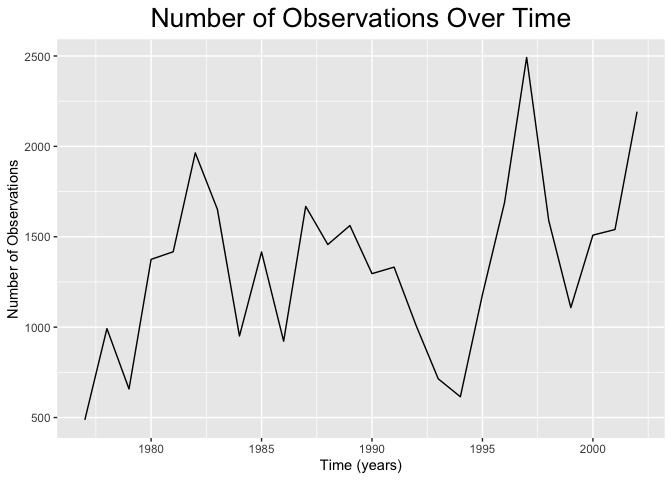 Number of Observations Over Time
Number of Observations
2500
2000
1500
1000
500
1980 1985 1990 1995 2000
Time (years)